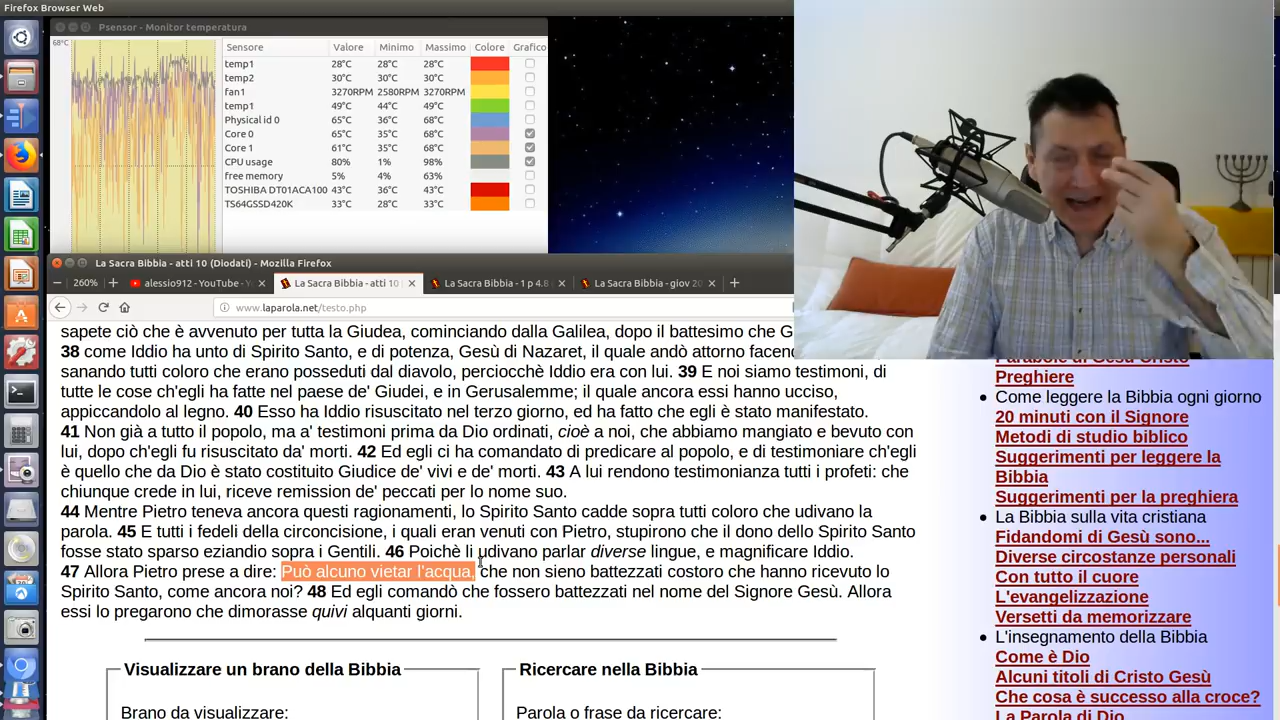 Firefox Browser Web
Psensor - Monitor temperatura
68°C
Sensore Valore Minimo Massimo Colore Grafico
temp1 28°C 28°C 28°C
temp2 30°C 30°C 30°C
fan1 3270RPM 2580RPM 3270RPM
temp1 49°C 44°C 49°C
Physical id 0 65°C 36°C 68°C
Core 0 65°C 35°C 68°C
Core 1 61°C 35°C 68°C
CPU usage 80% 1% 98%
free memory 5% 4% 63%
TOSHIBA DT01ACA100 43°C 36°C 43°C
TS64GSSD420K 33°C 28°C 33°C
La Sacra Bibbia - atti 10 (Diodati) - Mozilla Firefox
260% alessio912 - YouTube - Y La Sacra Bibbia - atti 10 La Sacra Bibbia - 1 p 4.8 La Sacra Bibbia - giov 20
www.laparola.net/testo.php
sapete ciò che è avvenuto per tutta la Giudea, cominciando dalla Galilea, dopo il battesimo che G
38 come Iddio ha unto di Spirito Santo, e di potenza, Gesù di Nazaret, il quale andò attorno facen
sanando tutti coloro che erano posseduti dal diavolo, perciocchè Iddio era con lui. 39 E noi siamo testimoni, di
tutte le cose ch'egli ha fatte nel paese de' Giudei, e in Gerusalemme; il quale ancora essi hanno ucciso,
appiccandolo al legno. 40 Esso ha Iddio risuscitato nel terzo giorno, ed ha fatto che egli è stato manifestato.
41 Non già a tutto il popolo, ma a' testimoni prima da Dio ordinati, cioè a noi, che abbiamo mangiato e bevuto con
lui, dopo ch'egli fu risuscitato da' morti. 42 Ed egli ci ha comandato di predicare al popolo, e di testimoniare ch'egli
è quello che da Dio è stato costituito Giudice de' vivi e de' morti. 43 A lui rendono testimonianza tutti i profeti: che
chiunque crede in lui, riceve remission de' peccati per lo nome suo.
44 Mentre Pietro teneva ancora questi ragionamenti, lo Spirito Santo cadde sopra tutti coloro che udivano la
parola. 45 E tutti i fedeli della circoncisione, i quali eran venuti con Pietro, stupirono che il dono dello Spirito Santo
fosse stato sparso eziandio sopra i Gentili. 46 Poichè li udivano parlar diverse lingue, e magnificare Iddio.
47 Allora Pietro prese a dire: Può alcuno vietar l'acqua, che non sieno battezzati costoro che hanno ricevuto lo
Spirito Santo, come ancora noi? 48 Ed egli comandò che fossero battezzati nel nome del Signore Gesù. Allora
essi lo pregarono che dimorasse quivi alquanti giorni.
Visualizzare un brano della Bibbia
Brano da visualizzare:
Ricercare nella Bibbia
Parola o frase da ricercare:
Parabole di Gesù Cristo
Preghiere
Come leggere la Bibbia ogni giorno
20 minuti con il Signore
Metodi di studio biblico
Suggerimenti per leggere la
Bibbia
Suggerimenti per la preghiera
La Bibbia sulla vita cristiana
Fidandomi di Gesù sono...
Diverse circostanze personali
Con tutto il cuore
L'evangelizzazione
Versetti da memorizzare
L'insegnamento della Bibbia
Come è Dio
Alcuni titoli di Cristo Gesù
Che cosa è successo alla croce?
La Parola di Dio